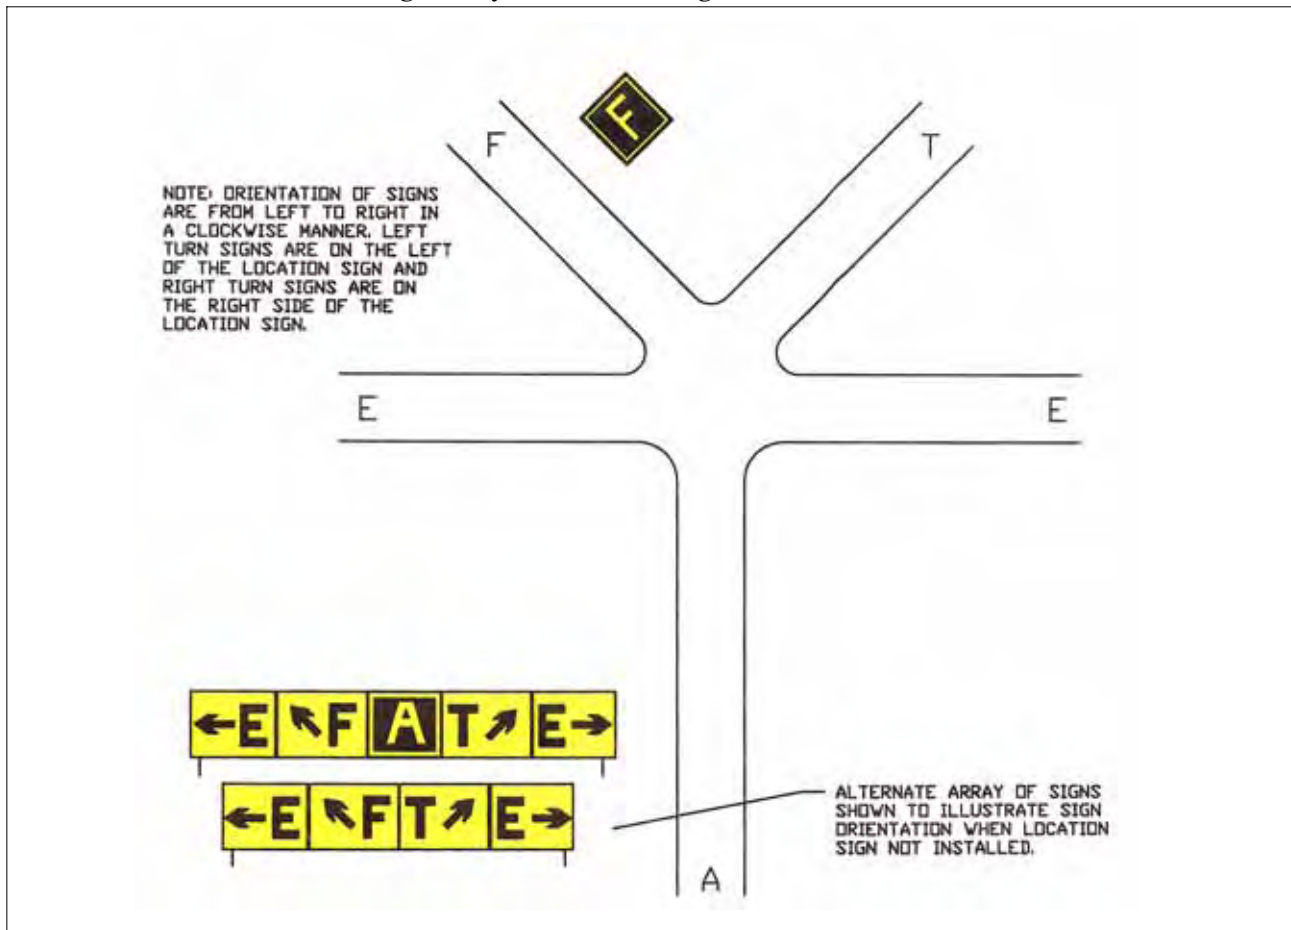 F
F
T
NOTE: ORIENTATION OF SIGNS
ARE FROM LEFT TO RIGHT IN
A CLOCKWISE MANNER. LEFT
TURN SIGNS ARE ON THE LEFT
OF THE LOCATION SIGN AND
RIGHT TURN SIGNS ARE ON
THE RIGHT SIDE OF THE
LOCATION SIGN.
E
E
←E ↖F A T↗ E→
←E ↖F T↗ E→
ALTERNATE ARRAY OF SIGNS
SHOWN TO ILLUSTRATE SIGN
ORIENTATION WHEN LOCATION
SIGN NOT INSTALLED.
A